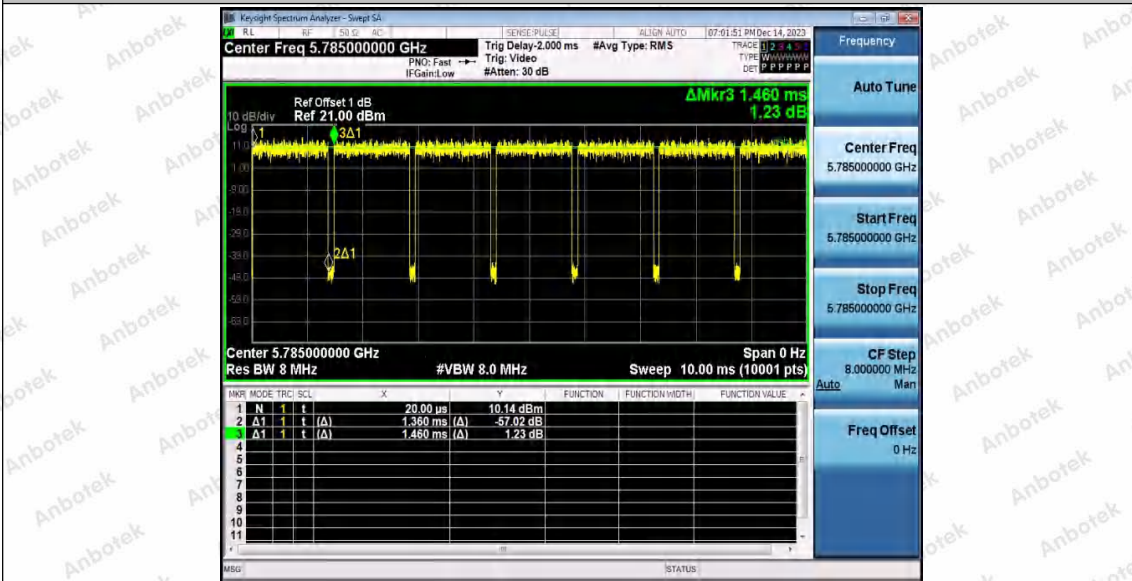 Keysight Spectrum Analyzer - Swept SA
RL RF 50 Ω AC SENSE:PULSE ALIGN AUTO 07:01:51 PM Dec 14, 2023
Center Freq 5.785000000 GHz
Trig Delay-2.000 ms #Avg Type: RMS
TRACE 1 2 3 4 5
PNO: Fast Trig: Video
TYPE
IFGain:Low #Atten: 30 dB
DET P P P P P P
Frequency
Auto Tune
Center Freq
5.785000000 GHz
Start Freq
5.785000000 GHz
Stop Freq
5.785000000 GHz
CF Step
8.000000 MHz
Auto Man
Freq Offset
0 Hz
ΔMkr3 1.460 ms
1.23 dB
Ref Offset 1 dB
10 dB/div Ref 21.00 dBm
Log
1
3Δ1
2Δ1
11.0
1.00
-9.00
-19.0
-29.0
-39.0
-49.0
-59.0
-69.0
Center 5.785000000 GHz Span 0 Hz
Res BW 8 MHz #VBW 8.0 MHz Sweep 10.00 ms (10001 pts)
MKR MODE TRC SCL X Y FUNCTION FUNCTION WIDTH FUNCTION VALUE
1 N 1 t 20.00 µs 10.14 dBm
2 Δ1 1 t (Δ) 1.360 ms (Δ) -57.02 dB
3 Δ1 1 t (Δ) 1.460 ms (Δ) 1.23 dB
4
5
6
7
8
9
10
11
MSG STATUS
Anbotek